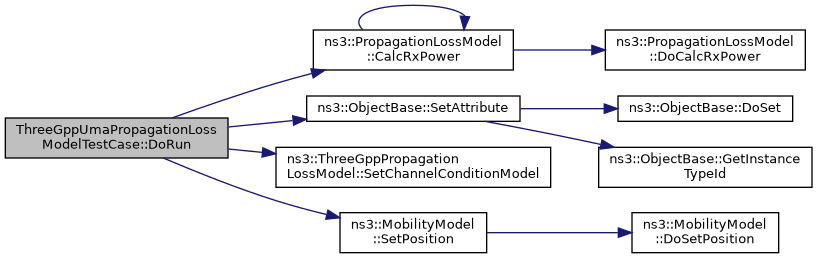 ThreeGppUmaPropagationLoss
ModelTestCase::DoRun
ns3::PropagationLossModel
::CalcRxPower
ns3::PropagationLossModel
::DoCalcRxPower
ns3::ObjectBase::SetAttribute
ns3::ObjectBase::DoSet
ns3::ObjectBase::GetInstance
TypeId
ns3::ThreeGppPropagation
LossModel::SetChannelConditionModel
ns3::MobilityModel
::SetPosition
ns3::MobilityModel
::DoSetPosition